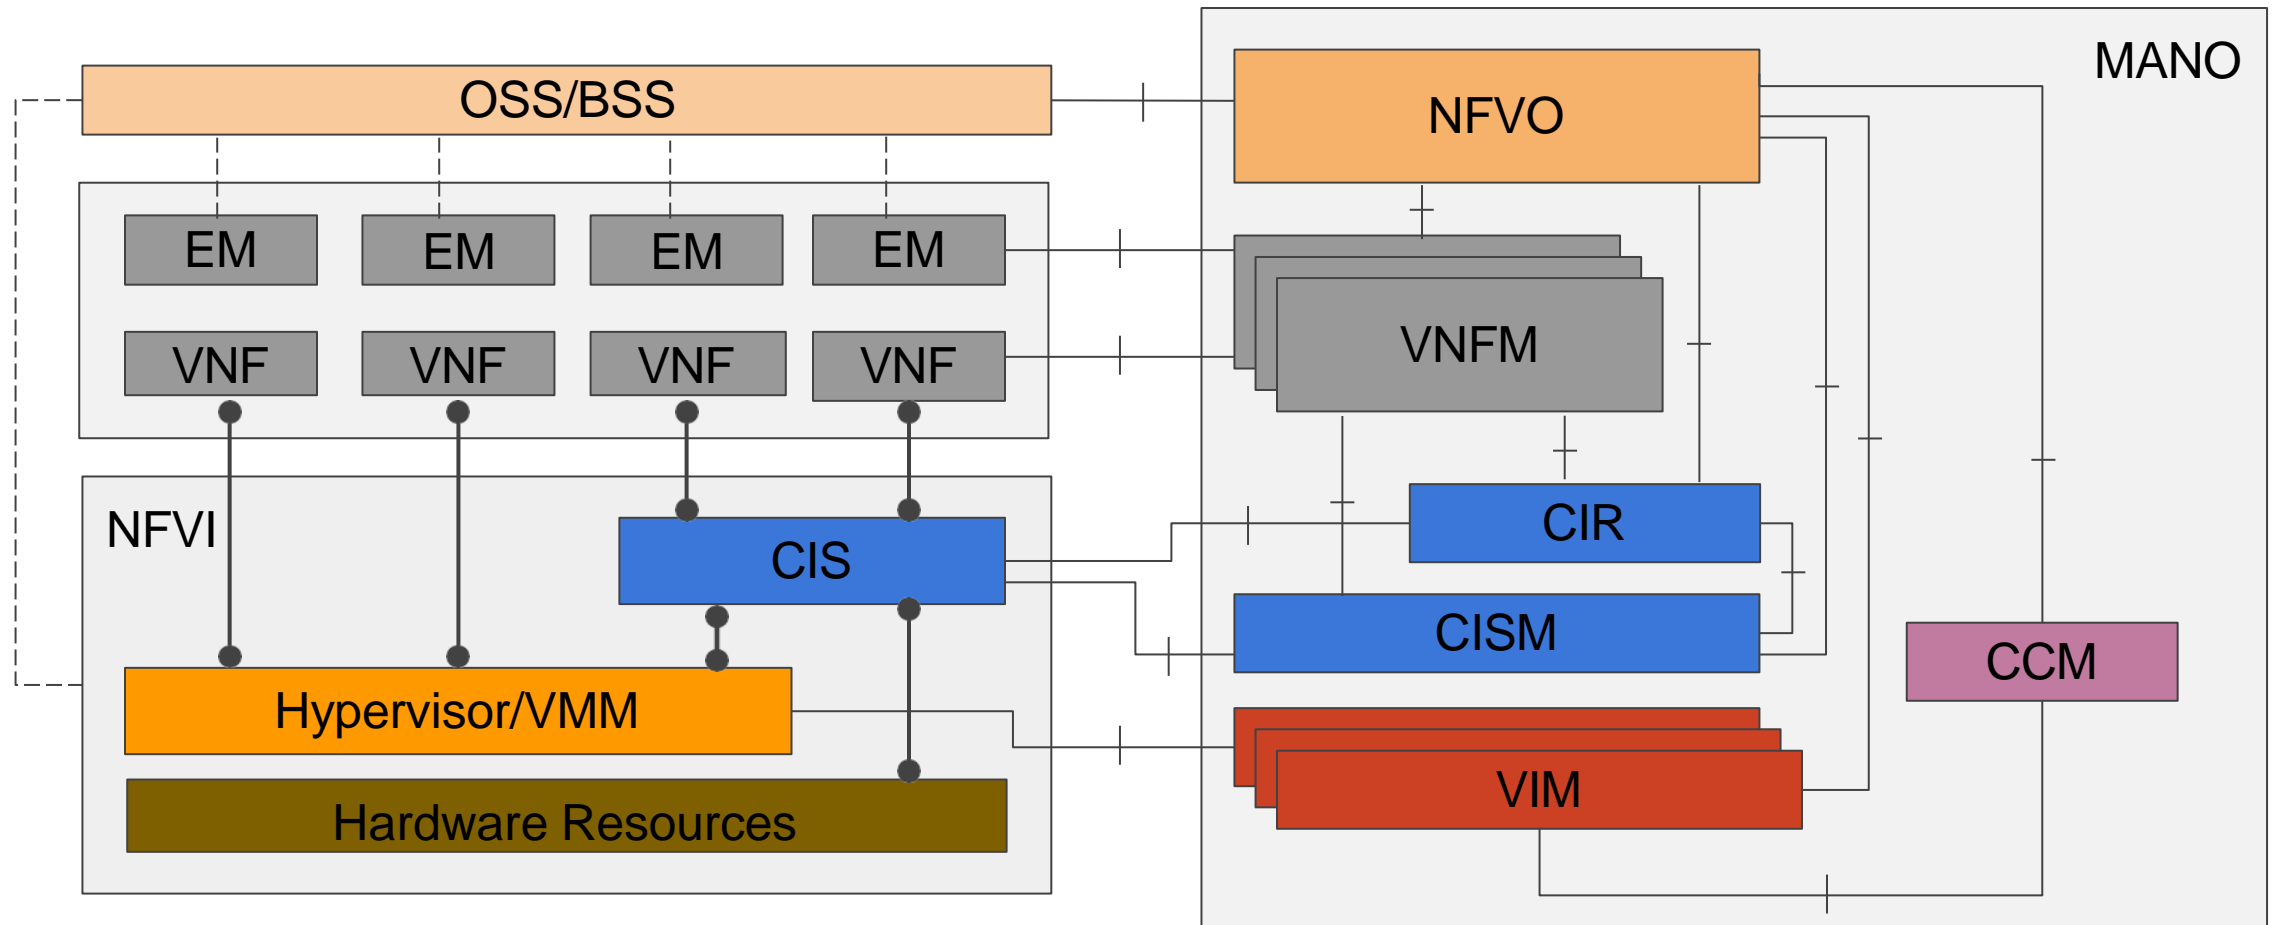 MANO
OSS/BSS
NFVO
EM
EM
EM
EM
VNF
VNF
VNF
VNF
VNFM
NFVI
CIS
CIR
CISM
CCM
Hypervisor/VMM
VIM
Hardware Resources